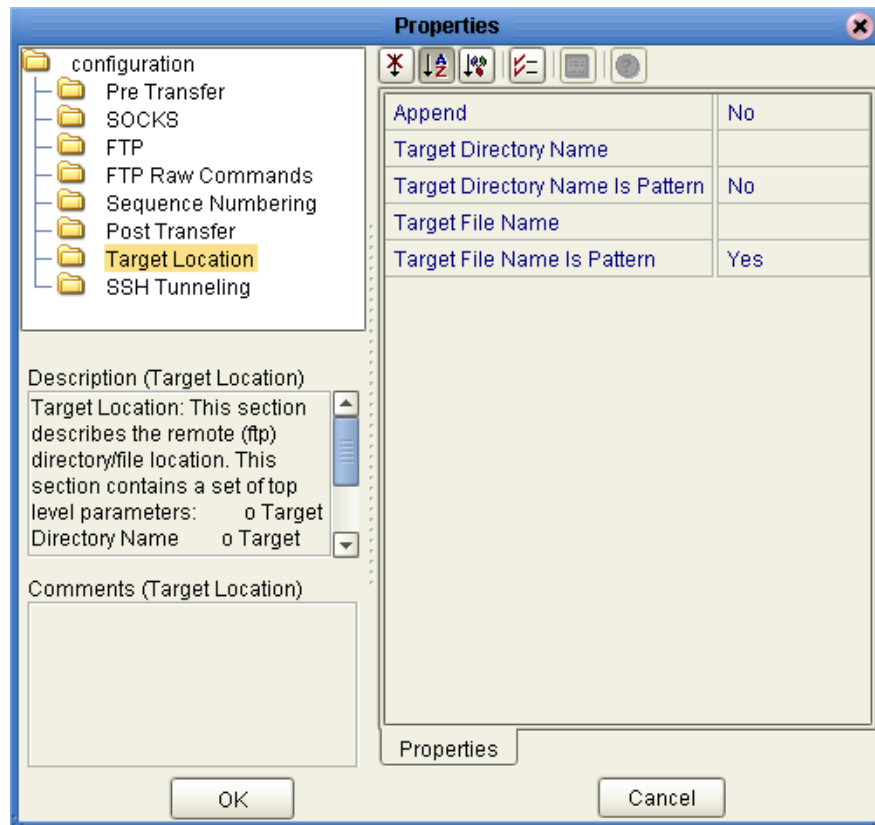 Properties
configuration
Pre Transfer
SOCKS
FTP
FTP Raw Commands
Sequence Numbering
Post Transfer
Target Location
SSH Tunneling
Description (Target Location)
Target Location: This section
describes the remote (ftp)
directory/file location. This
section contains a set of top
level parameters: o Target
Directory Name o Target
Comments (Target Location)
Append No
Target Directory Name
Target Directory Name Is Pattern No
Target File Name
Target File Name Is Pattern Yes
Properties
OK
Cancel